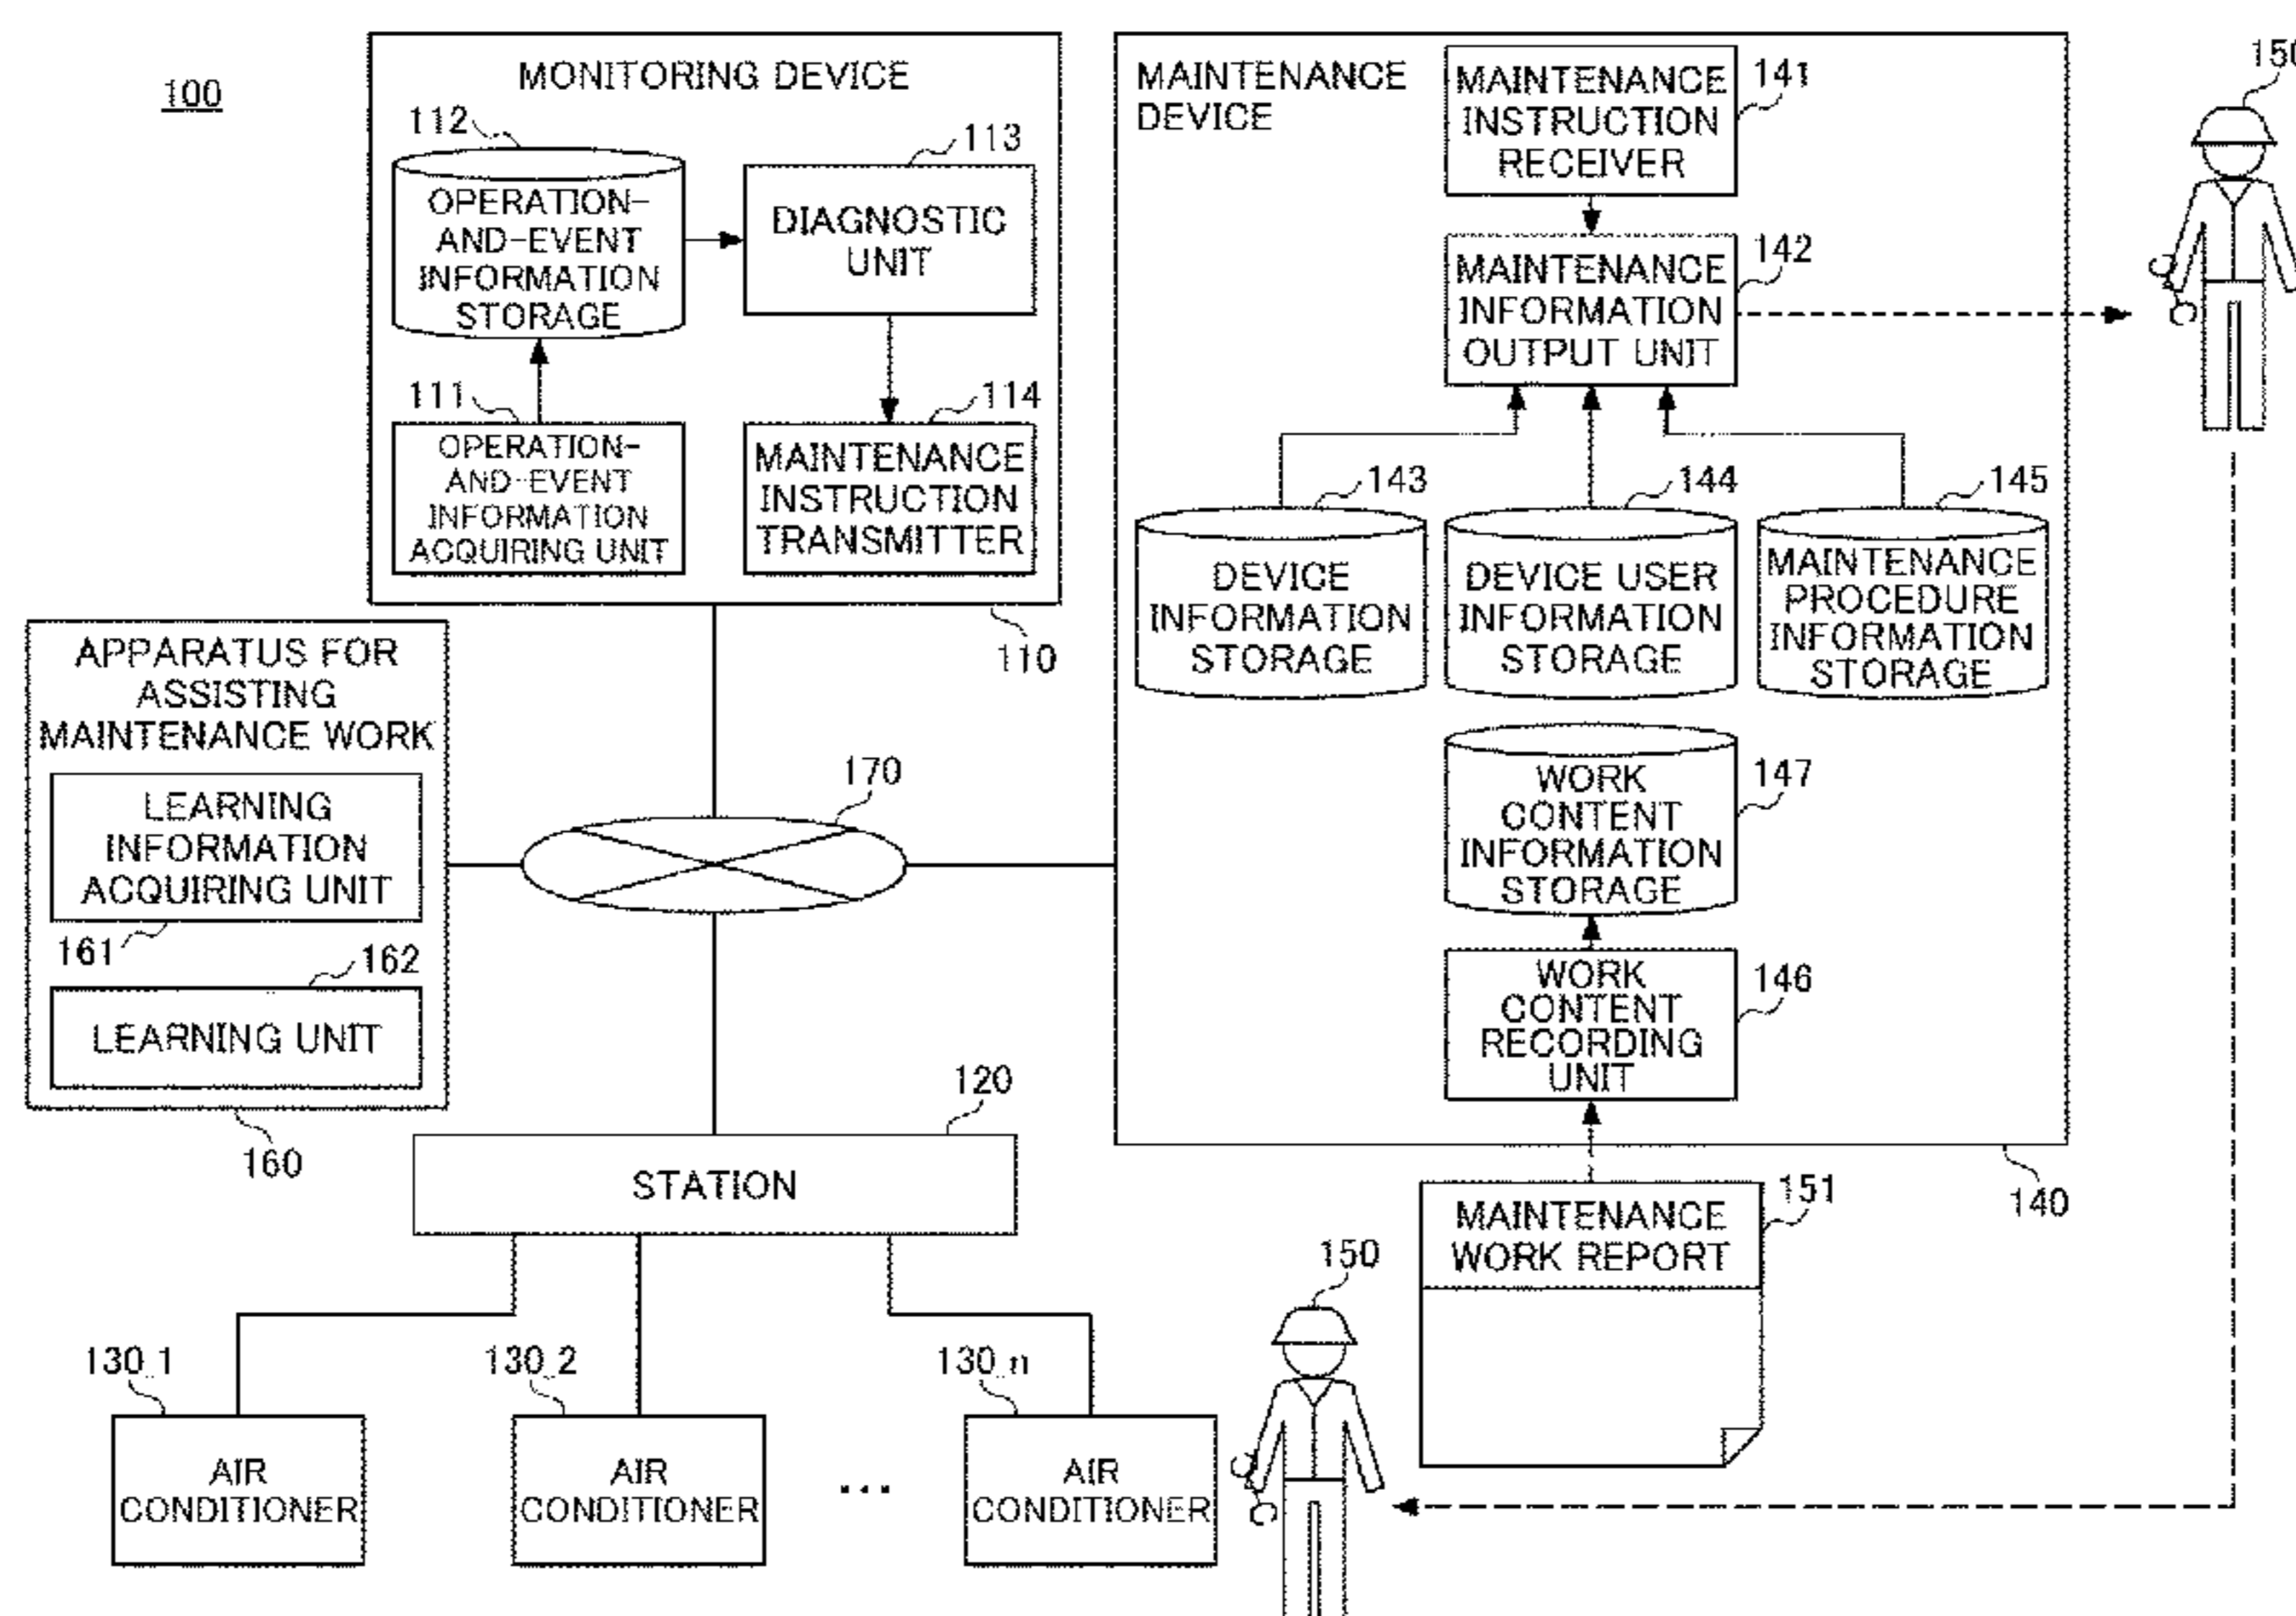 100
MONITORING DEVICE
112
113
OPERATION-
AND-EVENT
INFORMATION
STORAGE
DIAGNOSTIC
UNIT
111
114
OPERATION-
AND-EVENT
INFORMATION
ACQUIRING UNIT
MAINTENANCE
INSTRUCTION
TRANSMITTER
110
MAINTENANCE
DEVICE
MAINTENANCE
INSTRUCTION
RECEIVER
141
MAINTENANCE
INFORMATION
OUTPUT UNIT
142
150
143
144
145
DEVICE
INFORMATION
STORAGE
DEVICE USER
INFORMATION
STORAGE
MAINTENANCE
PROCEDURE
INFORMATION
STORAGE
WORK
CONTENT
INFORMATION
STORAGE
147
WORK
CONTENT
RECORDING
UNIT
146
140
APPARATUS FOR
ASSISTING
MAINTENANCE WORK
LEARNING
INFORMATION
ACQUIRING UNIT
161
162
LEARNING UNIT
160
170
120
STATION
130_1
130_2
130_n
AIR
CONDITIONER
AIR
CONDITIONER
...
AIR
CONDITIONER
150
MAINTENANCE
WORK REPORT
151